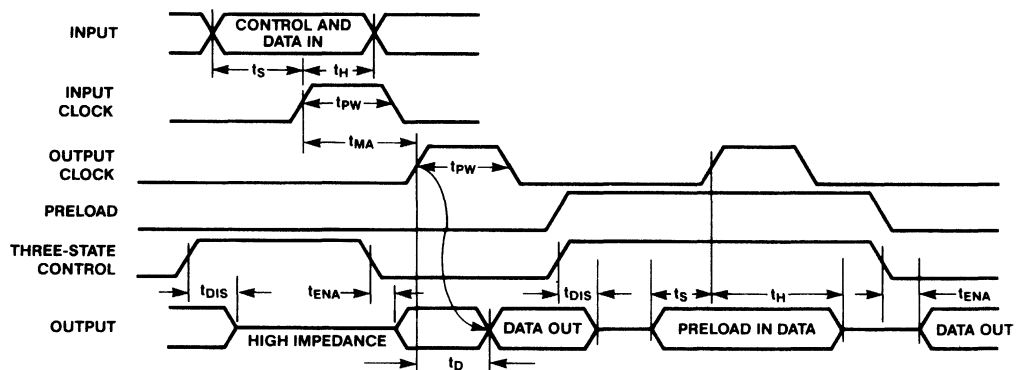 INPUT
CONTROL AND
DATA IN
tS
tH
INPUT
CLOCK
tPW
tMA
OUTPUT
CLOCK
tPW
PRELOAD
THREE-STATE
CONTROL
tDIS
tENA
tDIS
tS
tH
tENA
OUTPUT
HIGH IMPEDANCE
DATA OUT
PRELOAD IN DATA
DATA OUT
tD